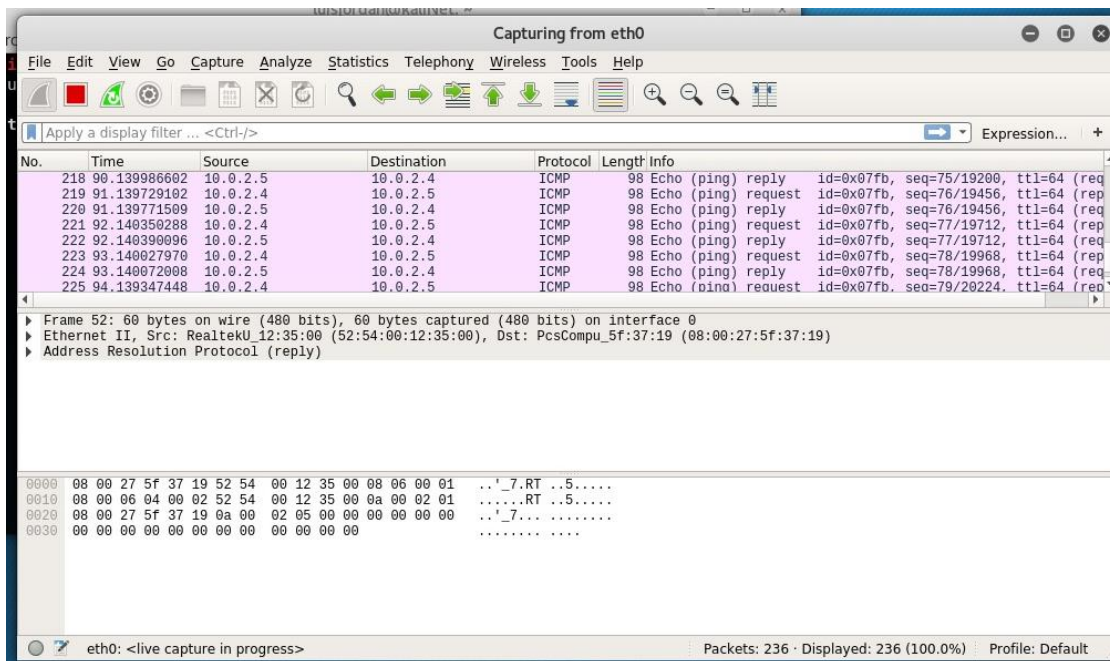 luisjordan@kaliNet: ~
Capturing from eth0
File Edit View Go Capture Analyze Statistics Telephony Wireless Tools Help
Apply a display filter ... <Ctrl-/> Expression... +
No. Time Source Destination Protocol Length Info
218 90.139986602 10.0.2.5 10.0.2.4 ICMP 98 Echo (ping) reply id=0x07fb, seq=75/19200, ttl=64 (req
219 91.139729102 10.0.2.4 10.0.2.5 ICMP 98 Echo (ping) request id=0x07fb, seq=76/19456, ttl=64 (rep
220 91.139771509 10.0.2.5 10.0.2.4 ICMP 98 Echo (ping) reply id=0x07fb, seq=76/19456, ttl=64 (req
221 92.140350288 10.0.2.4 10.0.2.5 ICMP 98 Echo (ping) request id=0x07fb, seq=77/19712, ttl=64 (rep
222 92.140390096 10.0.2.5 10.0.2.4 ICMP 98 Echo (ping) reply id=0x07fb, seq=77/19712, ttl=64 (req
223 93.140027970 10.0.2.4 10.0.2.5 ICMP 98 Echo (ping) request id=0x07fb, seq=78/19968, ttl=64 (rep
224 93.140072008 10.0.2.5 10.0.2.4 ICMP 98 Echo (ping) reply id=0x07fb, seq=78/19968, ttl=64 (req
225 94.139347448 10.0.2.4 10.0.2.5 ICMP 98 Echo (ping) request id=0x07fb, seq=79/20224, ttl=64 (rep
Frame 52: 60 bytes on wire (480 bits), 60 bytes captured (480 bits) on interface 0
Ethernet II, Src: RealtekU_12:35:00 (52:54:00:12:35:00), Dst: PcsCompu_5f:37:19 (08:00:27:5f:37:19)
Address Resolution Protocol (reply)
0000 08 00 27 5f 37 19 52 54 00 12 35 00 08 06 00 01 ..'_7.RT ..5.....
0010 08 00 06 04 00 02 52 54 00 12 35 00 0a 00 02 01 ......RT ..5.....
0020 08 00 27 5f 37 19 0a 00 02 05 00 00 00 00 00 00 ..'_7... ........
0030 00 00 00 00 00 00 00 00 00 00 00 00 ........ ....
eth0: <live capture in progress> Packets: 236 · Displayed: 236 (100.0%) Profile: Default